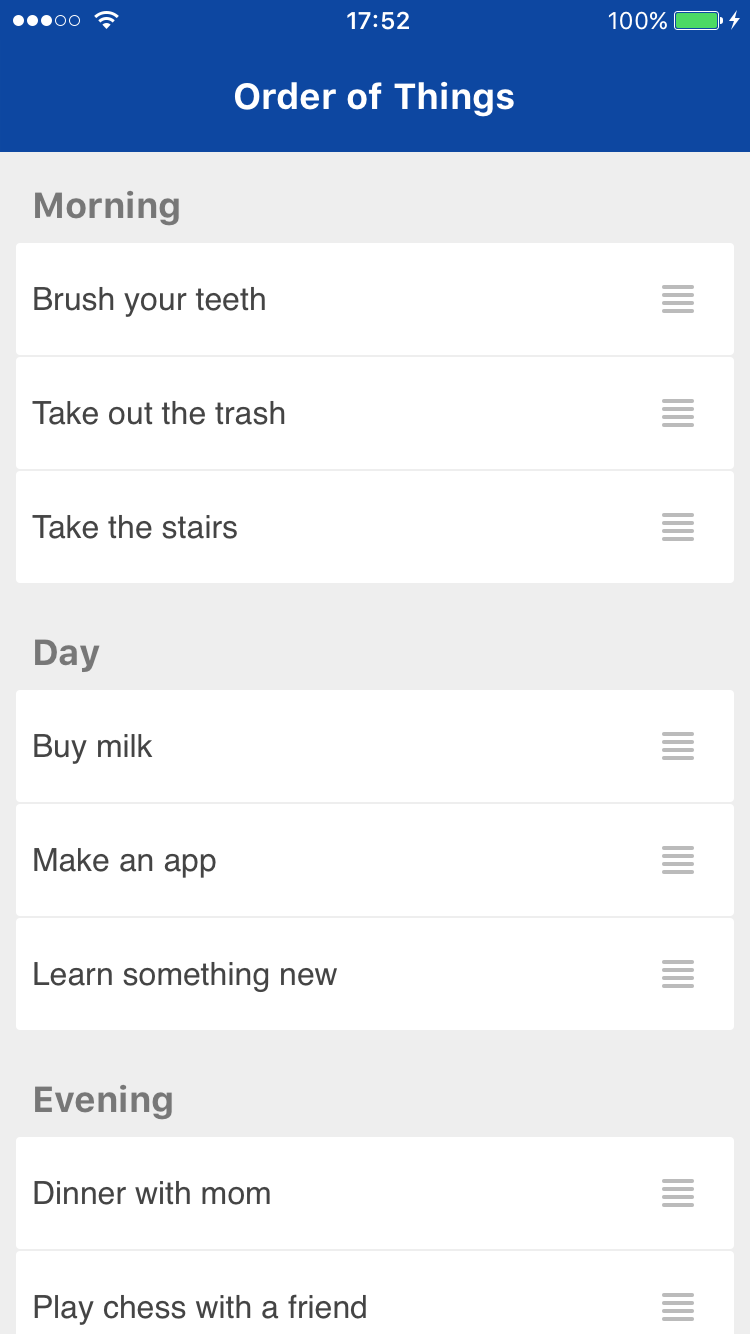 17:52
100%
Order of Things
Morning
Brush your teeth
Take out the trash
Take the stairs
Day
Buy milk
Make an app
Learn something new
Evening
Dinner with mom
Play chess with a friend